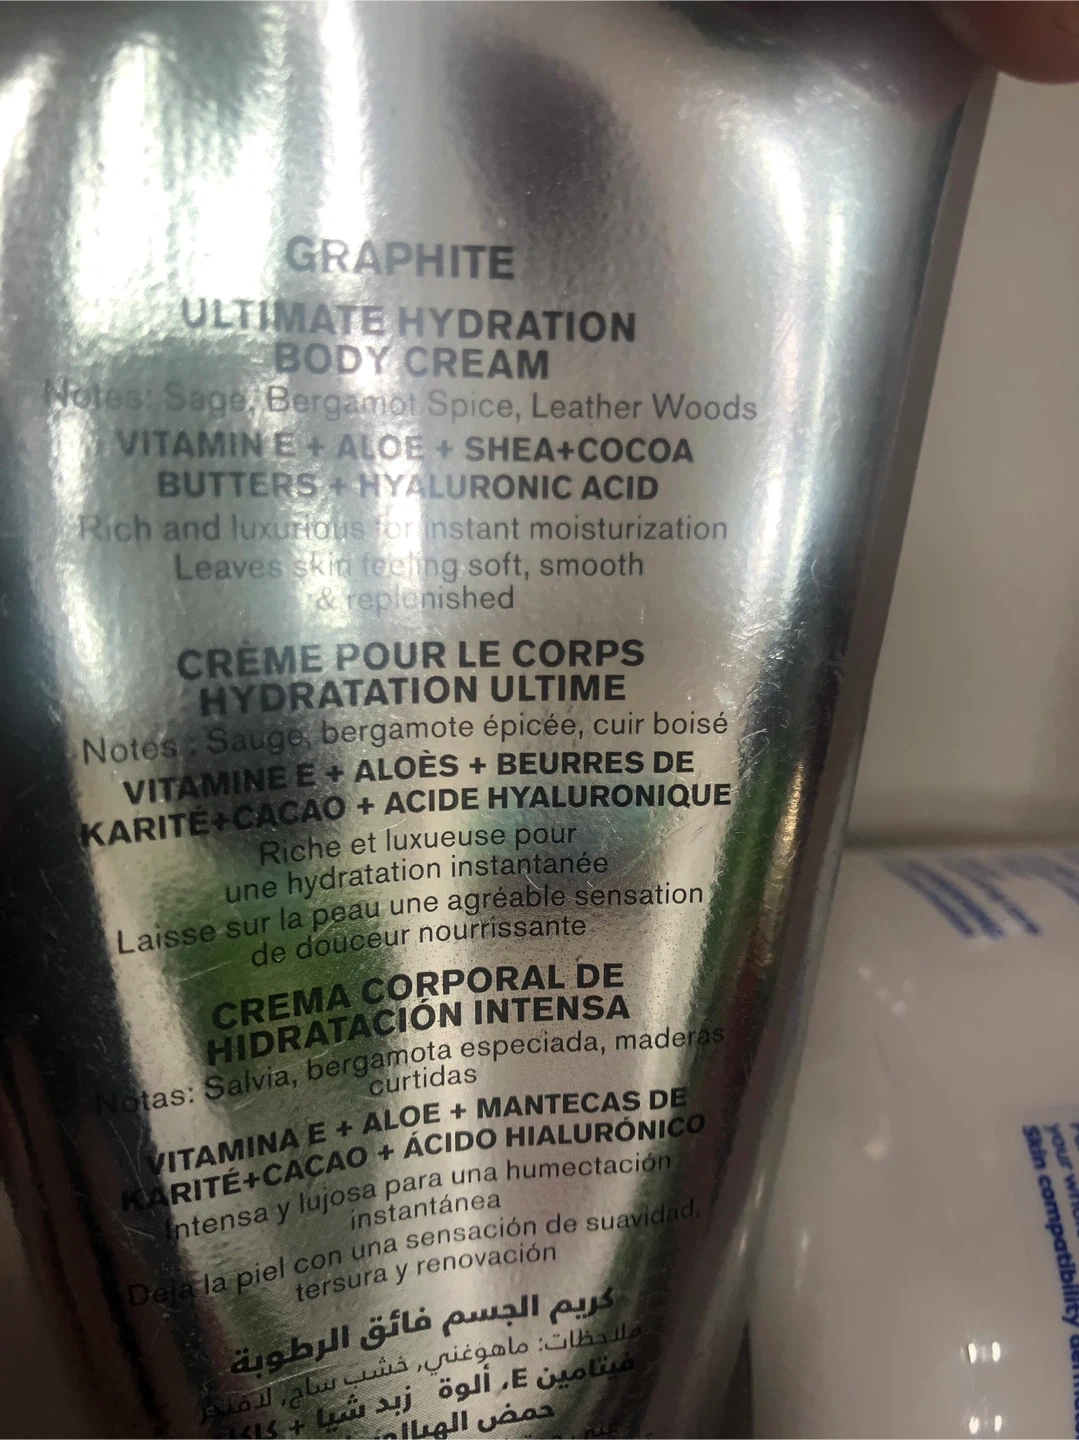 GRAPHITE
ULTIMATE HYDRATION
BODY CREAM
Notes: Sage, Bergamot Spice, Leather Woods
VITAMIN E + ALOE + SHEA+COCOA
BUTTERS + HYALURONIC ACID
Rich and luxurious for instant moisturization
Leaves skin feeling soft, smooth
& replenished
CRÈME POUR LE CORPS
HYDRATATION ULTIME
Notes : Sauge, bergamote épicée, cuir boisé
VITAMINE E + ALOÈS + BEURRES DE
KARITÉ+CACAO + ACIDE HYALURONIQUE
Riche et luxueuse pour
une hydratation instantanée
Laisse sur la peau une agréable sensation
de douceur nourrissante
CREMA CORPORAL DE
HIDRATACIÓN INTENSA
Notas: Salvia, bergamota especiada, maderas
curtidas
VITAMINA E + ALOE + MANTECAS DE
KARITÉ+CACAO + ÁCIDO HIALURÓNICO
Intensa y lujosa para una humectación
instantánea
Deja la piel con una sensación de suavidad,
tersura y renovación
كريم الجسم فائق الرطوبة
ملاحظات: ماهوغني, خشب ساج,
فيتامين E، ألوة زبد شيا +
حمض
your
Skin compatibility